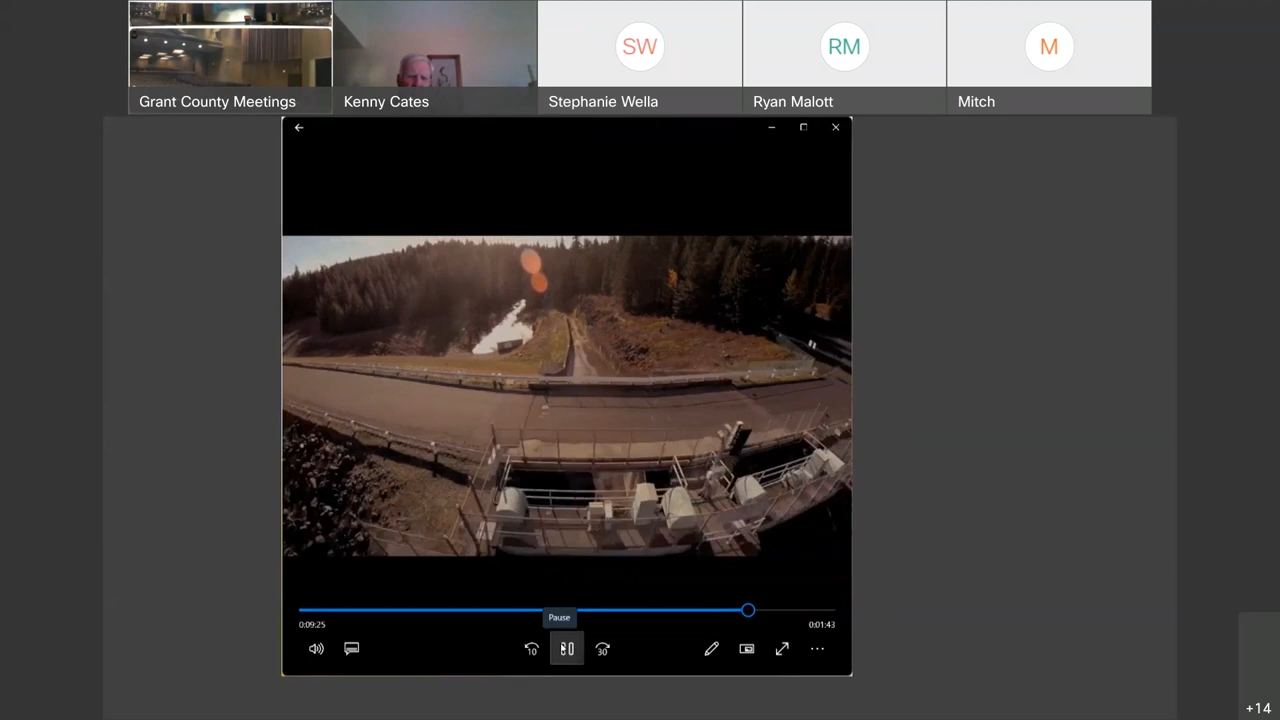 SW
RM
M
Grant County Meetings
Kenny Cates
Stephanie Wella
Ryan Malott
Mitch
Pause
0:09:25
0:01:43
10
30
+14